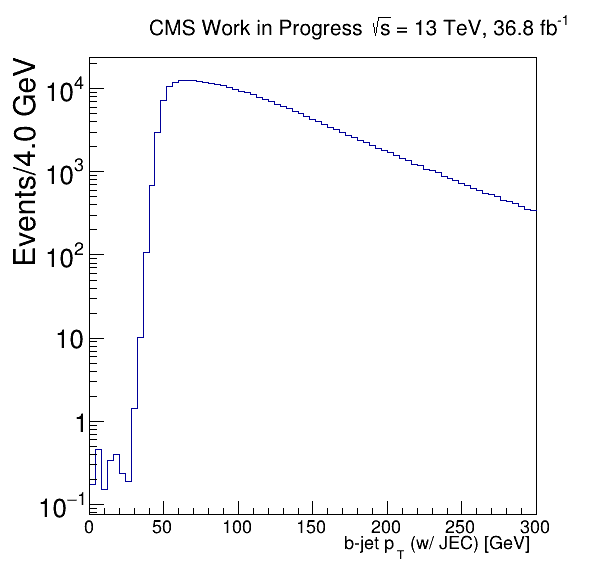 CMS Work in Progress √s = 13 TeV, 36.8 fb⁻¹
Events/4.0 GeV
10⁴
10³
10²
10
1
10⁻¹
0 50 100 150 200 250 300
b-jet p_T (w/ JEC) [GeV]